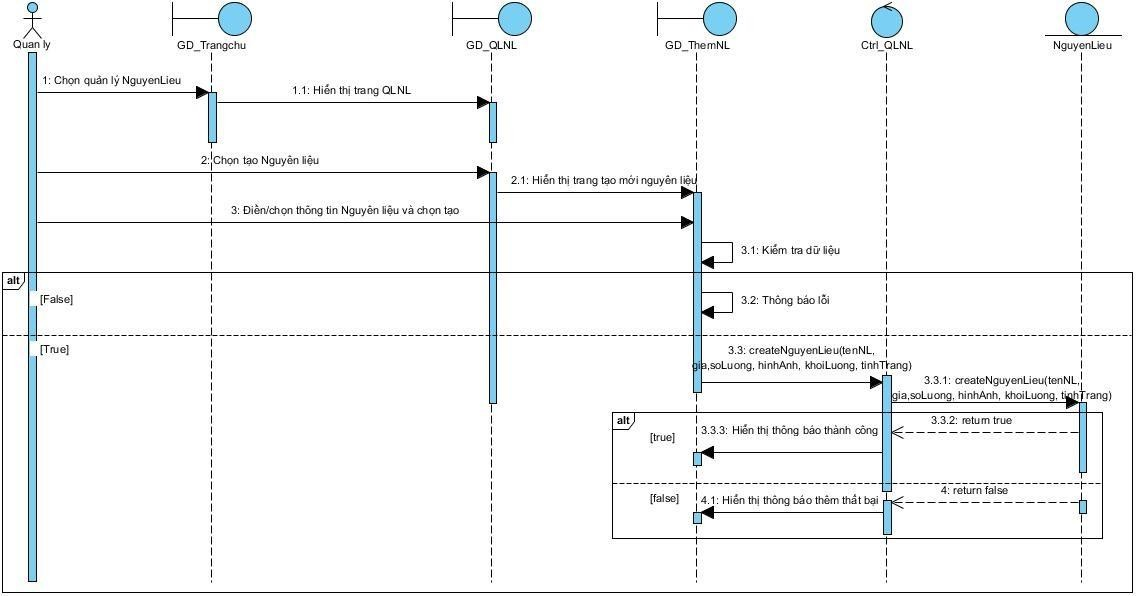 Quan ly
GD_Trangchu
GD_QLNL
GD_ThemNL
Ctrl_QLNL
NguyenLieu
1: Chọn quản lý NguyenLieu
1.1: Hiển thị trang QLNL
2: Chọn tạo Nguyên liệu
2.1: Hiển thị trang tạo mới nguyên liệu
3: Điền/chọn thông tin Nguyên liệu và chọn tạo
3.1: Kiểm tra dữ liệu
alt
[False]
3.2: Thông báo lỗi
[True]
3.3: createNguyenLieu(tenNL,
gia,soLuong, hinhAnh, khoiLuong, tinhTrang)
3.3.1: createNguyenLieu(tenNL,
gia,soLuong, hinhAnh, khoiLuong, tinhTrang)
alt
3.3.2: return true
[true]
3.3.3: Hiển thị thông báo thành công
4: return false
[false]
4.1: Hiển thị thông báo thêm thất bại